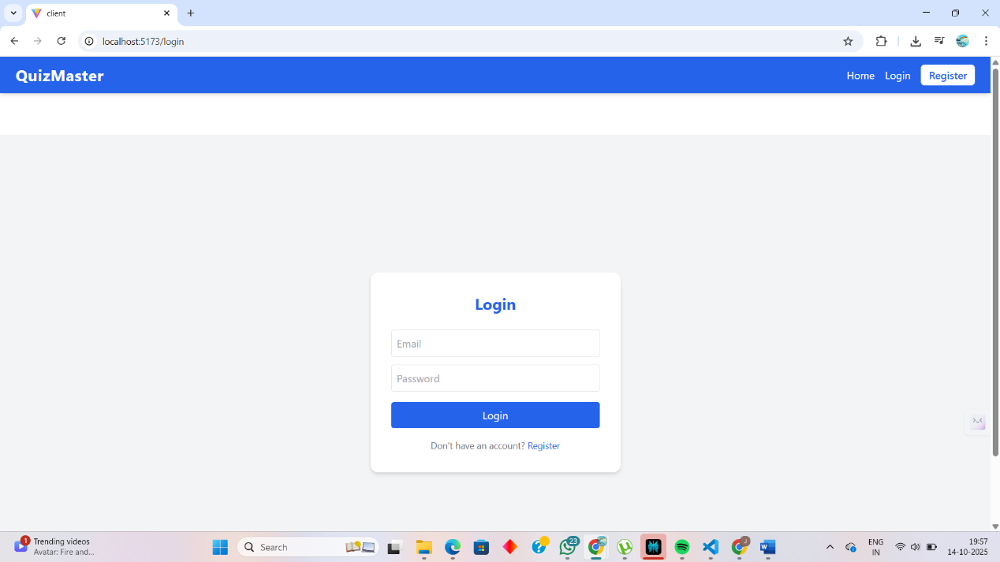 client
localhost:5173/login
QuizMaster
Home Login Register
Login
Email
Password
Login
Don't have an account? Register
1
Trending videos
Avatar: Fire and...
Search
23
J
ENG
IN
19:57
14-10-2025